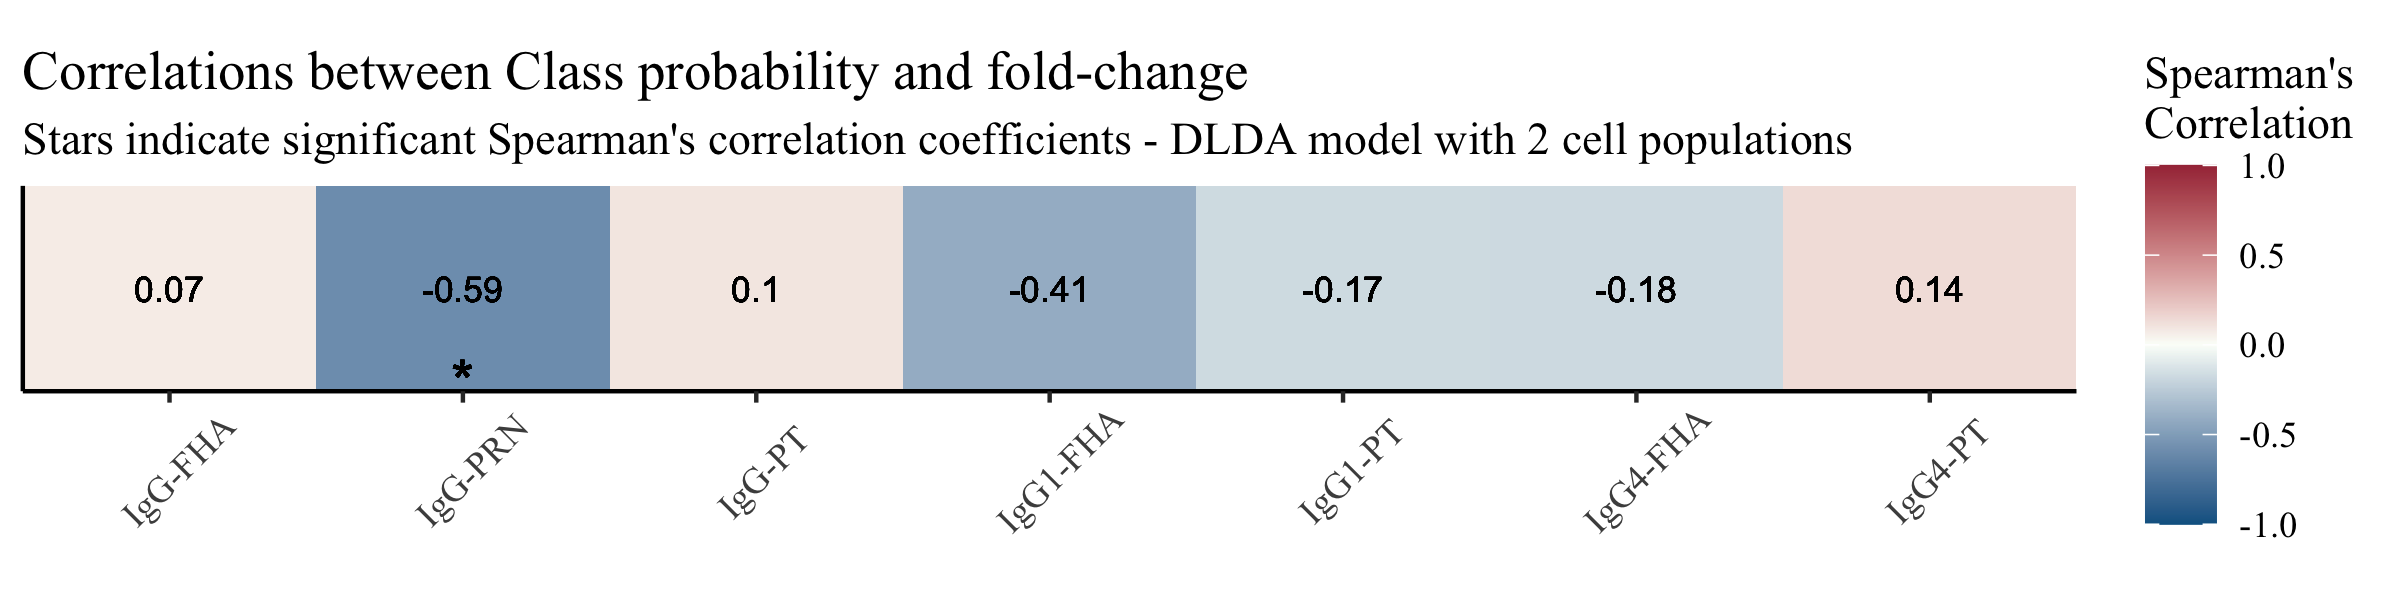 Correlations between Class probability and fold-change
Stars indicate significant Spearman's correlation coefficients - DLDA model with 2 cell populations
0.07
-0.59
0.1
-0.41
-0.17
-0.18
0.14
*
IgG-FHA
IgG-PRN
IgG-PT
IgG1-FHA
IgG1-PT
IgG4-FHA
IgG4-PT
Spearman's
Correlation
1.0
0.5
0.0
-0.5
-1.0